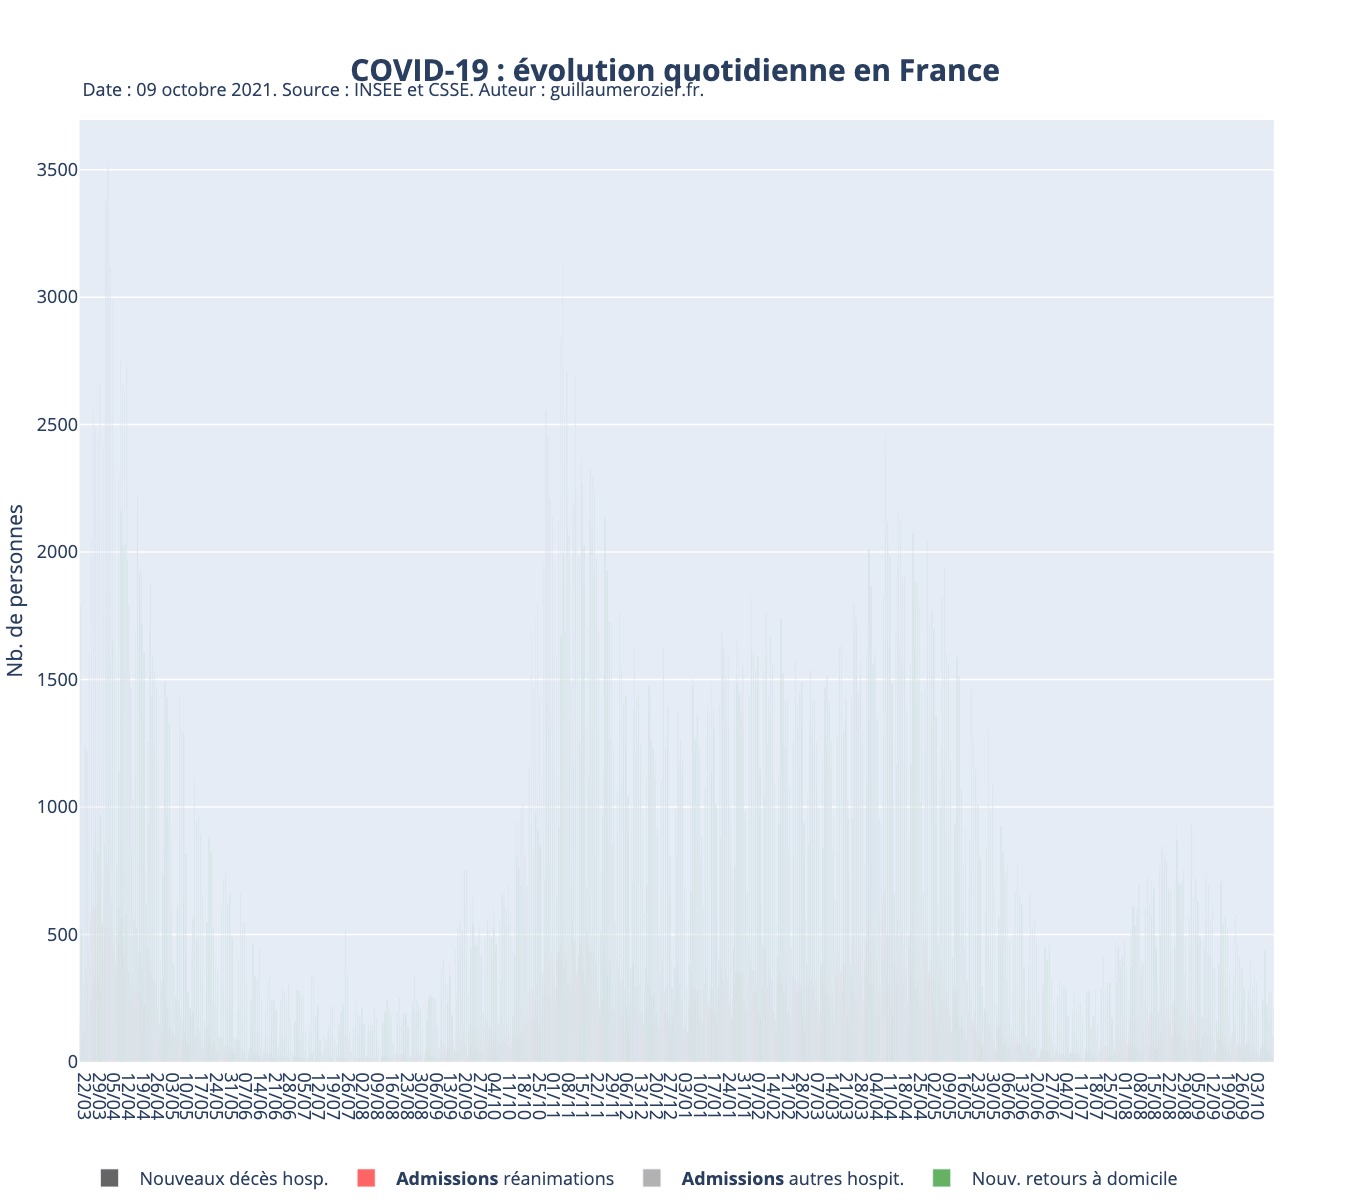 COVID-19 : évolution quotidienne en France
Date : 09 octobre 2021. Source : INSEE et CSSE. Auteur : guillaumerozier.fr.
Nb. de personnes
3500
3000
2500
2000
1500
1000
500
0
22/03 29/03 05/04 12/04 19/04 26/04 03/05 10/05 17/05 24/05 31/05 07/06 14/06 21/06 28/06 05/07 12/07 19/07 26/07 02/08 09/08 16/08 23/08 30/08 06/09 13/09 20/09 27/09 04/10 11/10 18/10 25/10 01/11 08/11 15/11 22/11 29/11 06/12 13/12 20/12 27/12 03/01 10/01 17/01 24/01 31/01 07/02 14/02 21/02 28/02 07/03 14/03 21/03 28/03 04/04 11/04 18/04 25/04 02/05 09/05 16/05 23/05 30/05 06/06 13/06 20/06 27/06 04/07 11/07 18/07 25/07 01/08 08/08 15/08 22/08 29/08 05/09 12/09 19/09 26/09 03/10
Nouveaux décès hosp. Admissions réanimations Admissions autres hospit. Nouv. retours à domicile